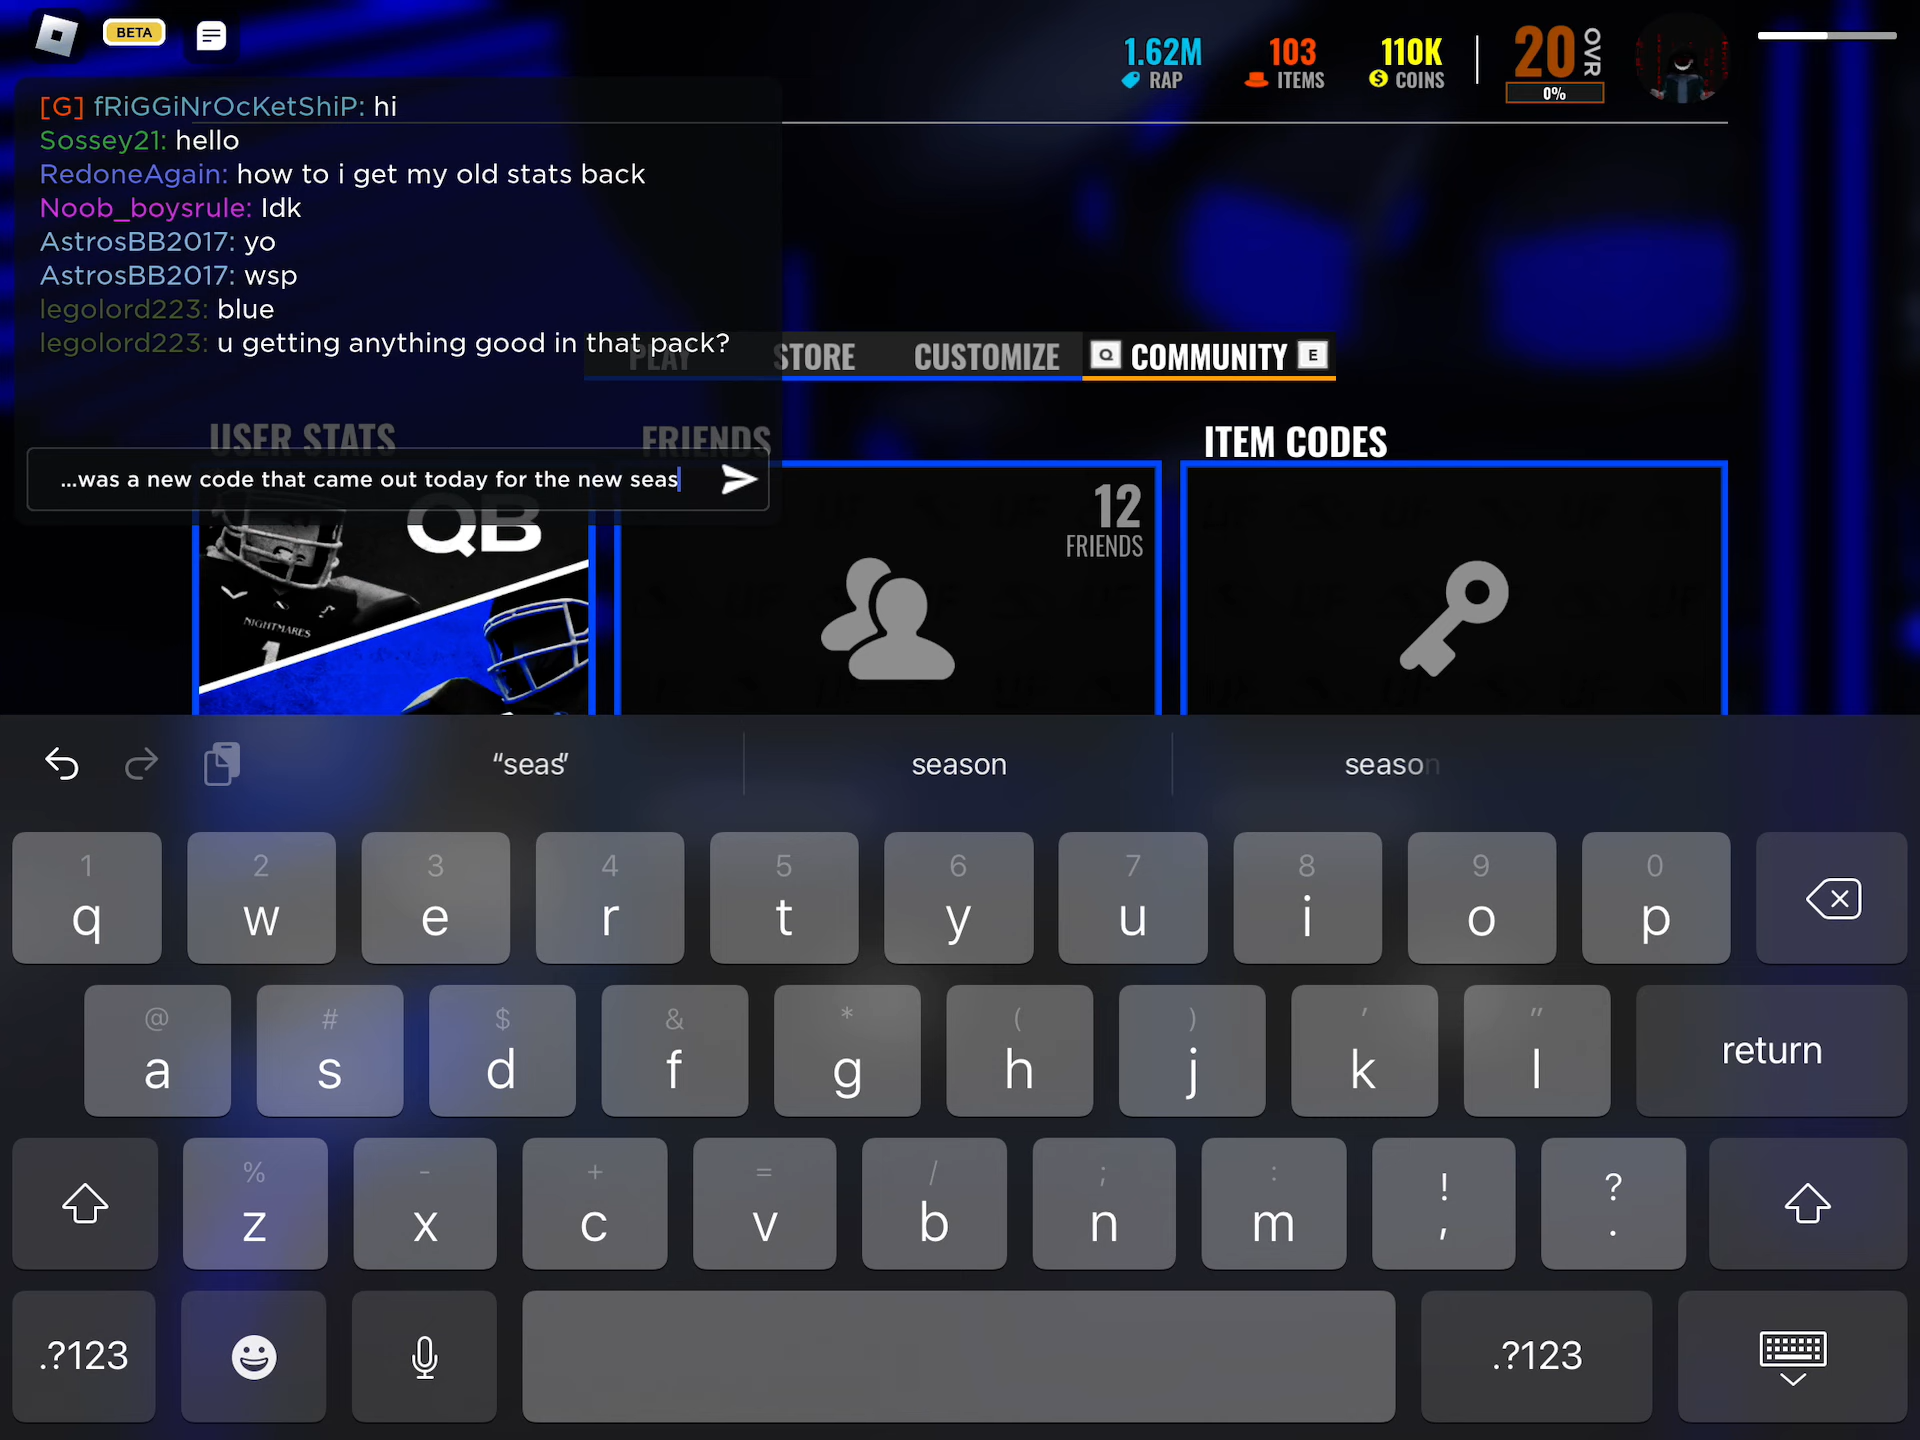 BETA
1.62M
RAP
103
ITEMS
110K
COINS
20
OVR
0%
[G] fRiGGiNrOcKetShiP: hi
Sossey21: hello
RedoneAgain: how to i get my old stats back
Noob_boysrule: Idk
AstrosBB2017: yo
AstrosBB2017: wsp
legolord223: blue
legolord223: u getting anything good in that pack?
PLAY STORE CUSTOMIZE Q COMMUNITY E
USER STATS
FRIENDS
ITEM CODES
...was a new code that came out today for the new seas
QB
NIGHTMARES
1
12
FRIENDS
“seas” season season
1 2 3 4 5 6 7 8 9 0
q w e r t y u i o p
@ # $ & * ( ) ' "
a s d f g h j k l return
% - + = / ; : ! ?
z x c v b n m , .
.?123 .?123